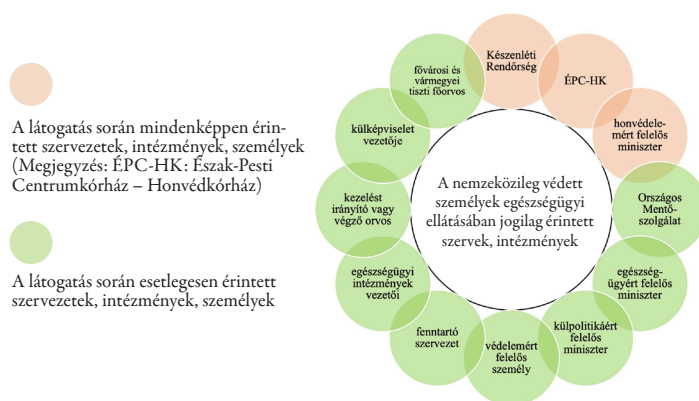 A látogatás során mindenképpen érin-
tett szervezetek, intézmények, személyek
(Megjegyzés: ÉPC-HK: Észak-Pesti
Centrumkórház – Honvédkórház)
A látogatás során esetlegesen érintett
szervezetek, intézmények, személyek
Készenléti
Rendőrség
ÉPC-HK
honvédele-
mért felelős
miniszter
Országos
Mentő-
szolgálat
egészség-
ügyért felelős
miniszter
külpolitikáért
felelős
miniszter
védelemért
felelős
személy
fenntartó
szervezet
egészségügyi
intézmények
vezetői
kezelést
irányító vagy
végző orvos
külképviselet
vezetője
fővárosi és
vármegyei
tiszti főorvos
A nemzeközileg védett
személyek egészségügyi
ellátásában jogilag érintett
szervek, intézmények